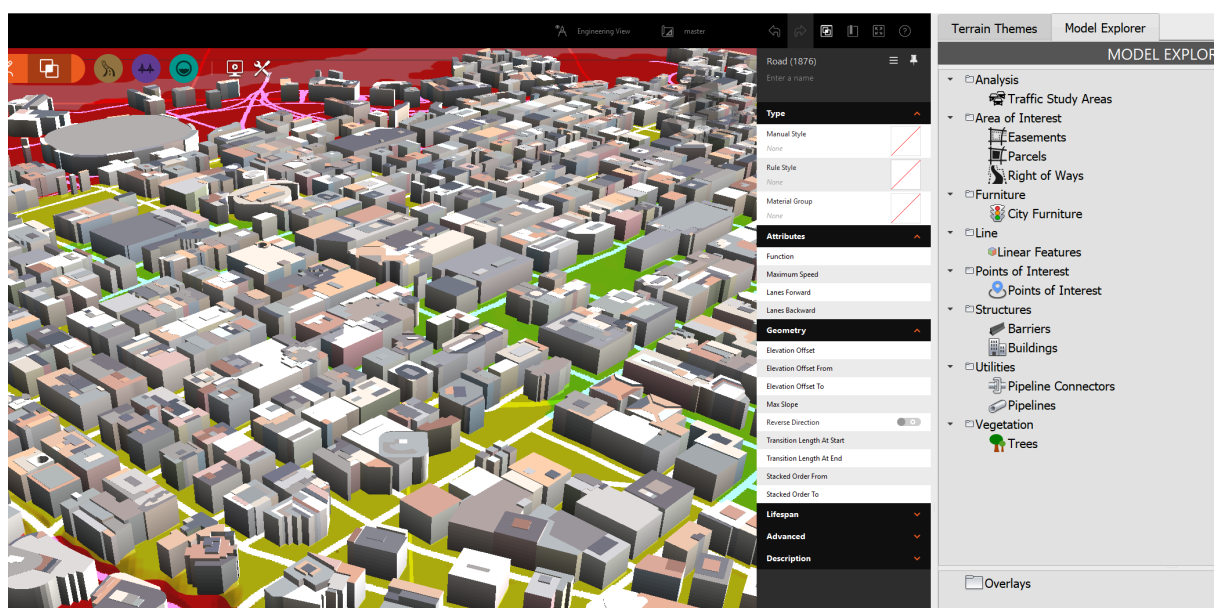 Engineering View
master
Road (1876)
Enter a name
Type
Manual Style
None
Rule Style
None
Material Group
None
Attributes
Function
Maximum Speed
Lanes Forward
Lanes Backward
Geometry
Elevation Offset
Elevation Offset From
Elevation Offset To
Max Slope
Reverse Direction
Transition Length At Start
Transition Length At End
Stacked Order From
Stacked Order To
Lifespan
Advanced
Description
Terrain Themes
Model Explorer
MODEL EXPLOR
Analysis
Traffic Study Areas
Area of Interest
Easements
Parcels
Right of Ways
Furniture
City Furniture
Line
Linear Features
Points of Interest
Points of Interest
Structures
Barriers
Buildings
Utilities
Pipeline Connectors
Pipelines
Vegetation
Trees
Overlays